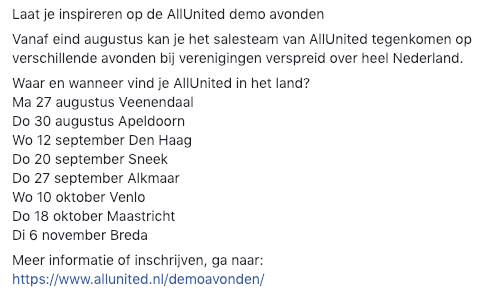 Laat je inspireren op de AllUnited demo avonden
Vanaf eind augustus kan je het salesteam van AllUnited tegenkomen op
verschillende avonden bij verenigingen verspreid over heel Nederland.
Waar en wanneer vind je AllUnited in het land?
Ma 27 augustus Veenendaal
Do 30 augustus Apeldoorn
Wo 12 september Den Haag
Do 20 september Sneek
Do 27 september Alkmaar
Wo 10 oktober Venlo
Do 18 oktober Maastricht
Di 6 november Breda
Meer informatie of inschrijven, ga naar:
https://www.allunited.nl/demoavonden/